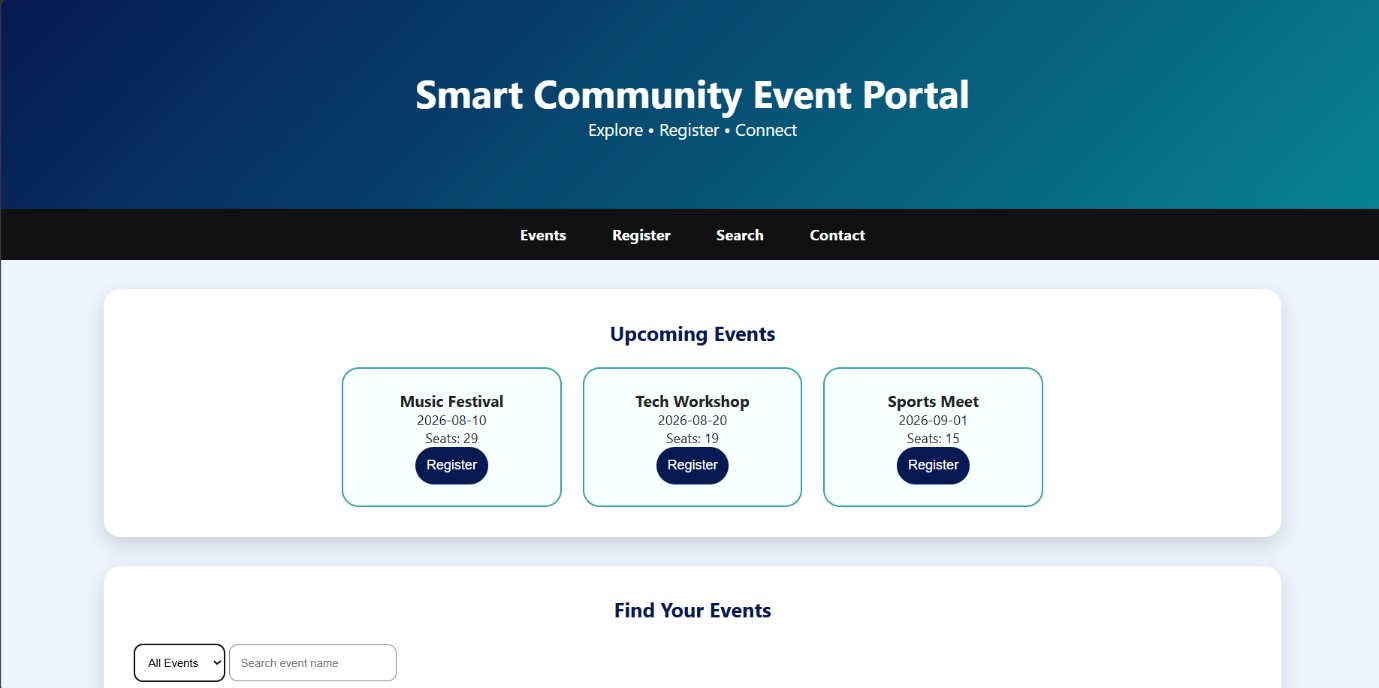 Smart Community Event Portal
Explore • Register • Connect
Events Register Search Contact
Upcoming Events
Music Festival
2026-08-10
Seats: 29
Register
Tech Workshop
2026-08-20
Seats: 19
Register
Sports Meet
2026-09-01
Seats: 15
Register
Find Your Events
All Events Search event name